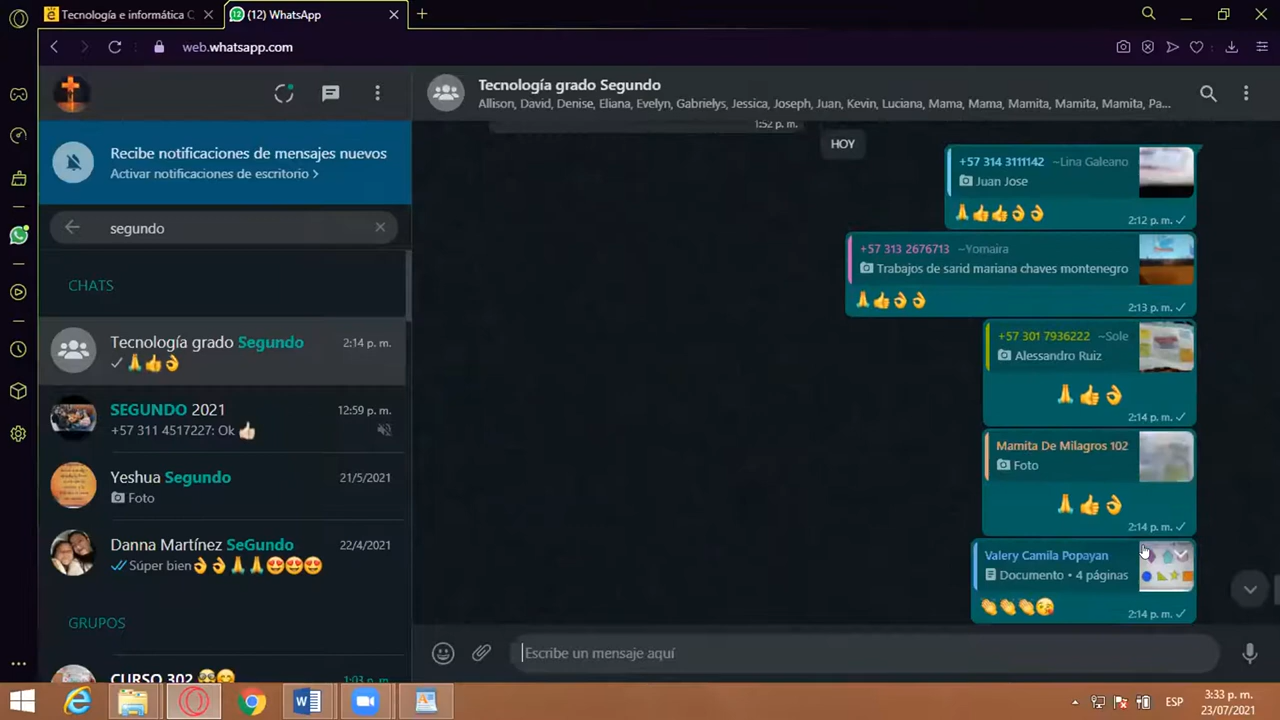 Tecnología e informática
(12) WhatsApp
web.whatsapp.com
Recibe notificaciones de mensajes nuevos
Activar notificaciones de escritorio >
segundo
CHATS
Tecnología grado Segundo
2:14 p. m.
🙏👍👌
SEGUNDO 2021
12:59 p. m.
+57 311 4517227: Ok 👍🏻
Yeshua Segundo
21/5/2021
Foto
Danna Martínez SeGundo
22/4/2021
Súper bien👌👌🙏🙏😍😍😍
GRUPOS
CURSO 302
1:03 p. m.
Tecnología grado Segundo
Allison, David, Denise, Eliana, Evelyn, Gabrielys, Jessica, Joseph, Juan, Kevin, Luciana, Mama, Mama, Mamita, Mamita, Mamita, Pa...
1:52 p. m.
HOY
+57 314 3111142 ~Lina Galeano
Juan Jose
🙏👍👍👌👌
2:12 p. m.
+57 313 2676713 ~Yomaira
Trabajos de sarid mariana chaves montenegro
🙏👍👌👌
2:13 p. m.
+57 301 7936222 ~Sole
Alessandro Ruiz
🙏👍👌
2:14 p. m.
Mamita De Milagros 102
Foto
🙏👍👌
2:14 p. m.
Valery Camila Popayan
Documento • 4 páginas
👏👏👏😘
2:14 p. m.
Escribe un mensaje aquí
ESP
3:33 p. m.
23/07/2021